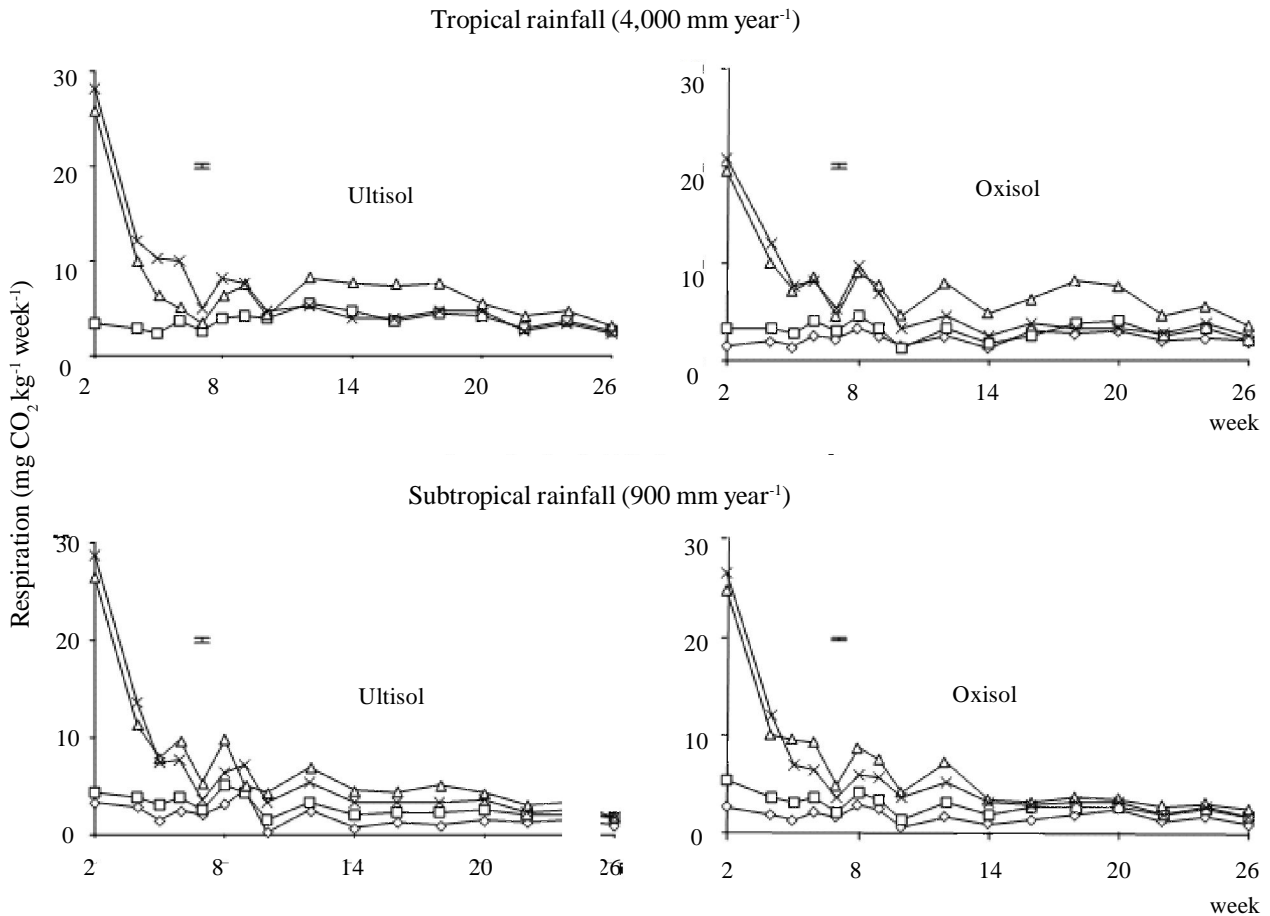 Tropical rainfall (4,000 mm year⁻¹)
30
20
10
0
Ultisol
2 8 14 20 26
30
20
10
0
Oxisol
2 8 14 20 26
week
Respiration (mg CO₂ kg⁻¹ week⁻¹)
Subtropical rainfall (900 mm year⁻¹)
30
20
10
0
Ultisol
2 8 14 20 26
30
20
10
0
Oxisol
2 8 14 20 26
week